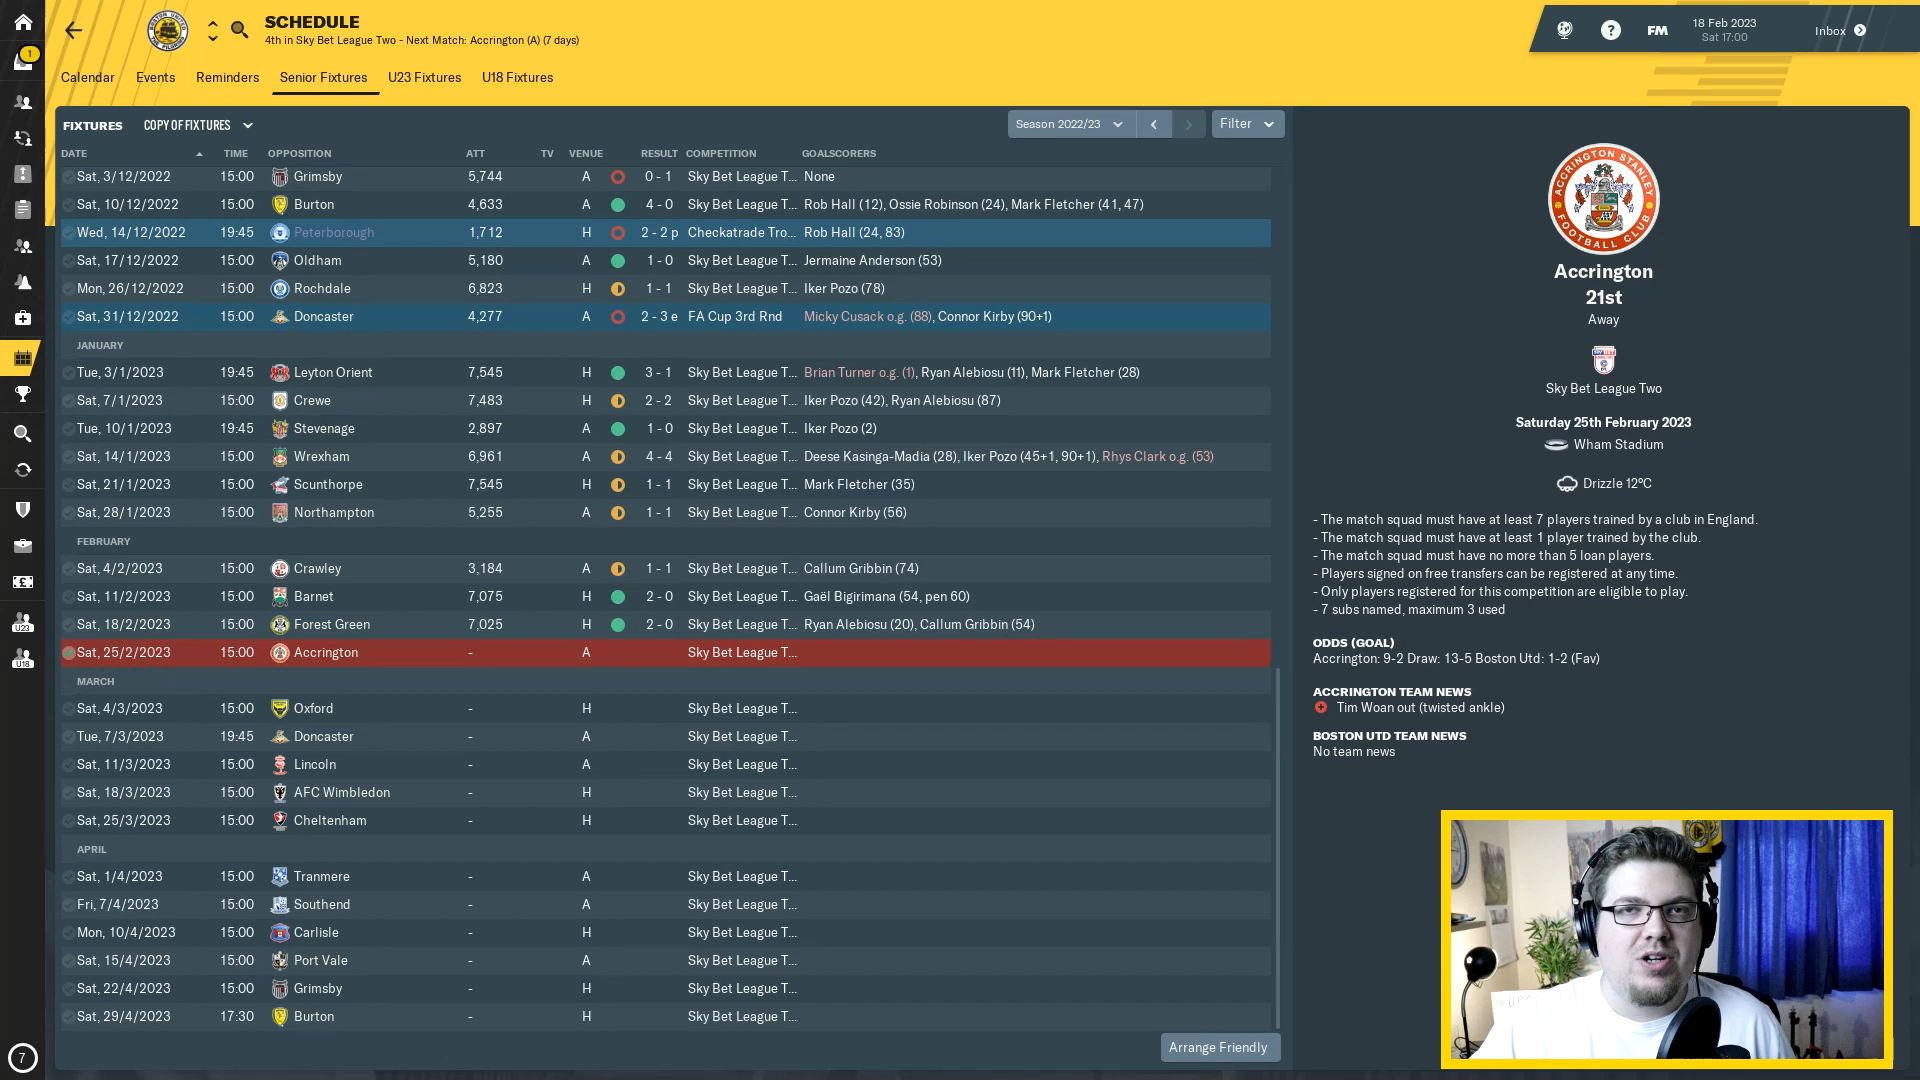 SCHEDULE
4th in Sky Bet League Two - Next Match: Accrington (A) (7 days)
18 Feb 2023
Sat 17:00
FM
Inbox
1
Calendar Events Reminders Senior Fixtures U23 Fixtures U18 Fixtures
FIXTURES COPY OF FIXTURES Season 2022/23 Filter
DATE TIME OPPOSITION ATT TV VENUE RESULT COMPETITION GOALSCORERS
Sat, 3/12/2022 15:00 Grimsby 5,744 A 0 - 1 Sky Bet League T... None
Sat, 10/12/2022 15:00 Burton 4,633 A 4 - 0 Sky Bet League T... Rob Hall (12), Ossie Robinson (24), Mark Fletcher (41, 47)
Wed, 14/12/2022 19:45 Peterborough 1,712 H 2 - 2 p Checkatrade Tro... Rob Hall (24, 83)
Sat, 17/12/2022 15:00 Oldham 5,180 A 1 - 0 Sky Bet League T... Jermaine Anderson (53)
Mon, 26/12/2022 15:00 Rochdale 6,823 H 1 - 1 Sky Bet League T... Iker Pozo (78)
Sat, 31/12/2022 15:00 Doncaster 4,277 A 2 - 3 e FA Cup 3rd Rnd Micky Cusack o.g. (88), Connor Kirby (90+1)
JANUARY
Tue, 3/1/2023 19:45 Leyton Orient 7,545 H 3 - 1 Sky Bet League T... Brian Turner o.g. (1), Ryan Alebiosu (11), Mark Fletcher (28)
Sat, 7/1/2023 15:00 Crewe 7,483 H 2 - 2 Sky Bet League T... Iker Pozo (42), Ryan Alebiosu (87)
Tue, 10/1/2023 19:45 Stevenage 2,897 A 1 - 0 Sky Bet League T... Iker Pozo (2)
Sat, 14/1/2023 15:00 Wrexham 6,961 A 4 - 4 Sky Bet League T... Deese Kasinga-Madia (28), Iker Pozo (45+1, 90+1), Rhys Clark o.g. (53)
Sat, 21/1/2023 15:00 Scunthorpe 7,545 H 1 - 1 Sky Bet League T... Mark Fletcher (35)
Sat, 28/1/2023 15:00 Northampton 5,255 A 1 - 1 Sky Bet League T... Connor Kirby (56)
FEBRUARY
Sat, 4/2/2023 15:00 Crawley 3,184 A 1 - 1 Sky Bet League T... Callum Gribbin (74)
Sat, 11/2/2023 15:00 Barnet 7,075 H 2 - 0 Sky Bet League T... Gaël Bigirimana (54, pen 60)
Sat, 18/2/2023 15:00 Forest Green 7,025 H 2 - 0 Sky Bet League T... Ryan Alebiosu (20), Callum Gribbin (54)
Sat, 25/2/2023 15:00 Accrington - A Sky Bet League T...
MARCH
Sat, 4/3/2023 15:00 Oxford - H Sky Bet League T...
Tue, 7/3/2023 19:45 Doncaster - A Sky Bet League T...
Sat, 11/3/2023 15:00 Lincoln - A Sky Bet League T...
Sat, 18/3/2023 15:00 AFC Wimbledon - H Sky Bet League T...
Sat, 25/3/2023 15:00 Cheltenham - H Sky Bet League T...
APRIL
Sat, 1/4/2023 15:00 Tranmere - A Sky Bet League T...
Fri, 7/4/2023 15:00 Southend - A Sky Bet League T...
Mon, 10/4/2023 15:00 Carlisle - H Sky Bet League T...
Sat, 15/4/2023 15:00 Port Vale - A Sky Bet League T...
Sat, 22/4/2023 15:00 Grimsby - H Sky Bet League T...
Sat, 29/4/2023 17:30 Burton - H Sky Bet League T...
Arrange Friendly
U23
U18
7
ACCRINGTON STANLEY
FOOTBALL CLUB
Accrington
21st
Away
Sky Bet League Two
Saturday 25th February 2023
Wham Stadium
Drizzle 12ºC
- The match squad must have at least 7 players trained by a club in England.
- The match squad must have at least 1 player trained by the club.
- The match squad must have no more than 5 loan players.
- Players signed on free transfers can be registered at any time.
- Only players registered for this competition are eligible to play.
- 7 subs named, maximum 3 used
ODDS (GOAL)
Accrington: 9-2 Draw: 13-5 Boston Utd: 1-2 (Fav)
ACCRINGTON TEAM NEWS
Tim Woan out (twisted ankle)
BOSTON UTD TEAM NEWS
No team news